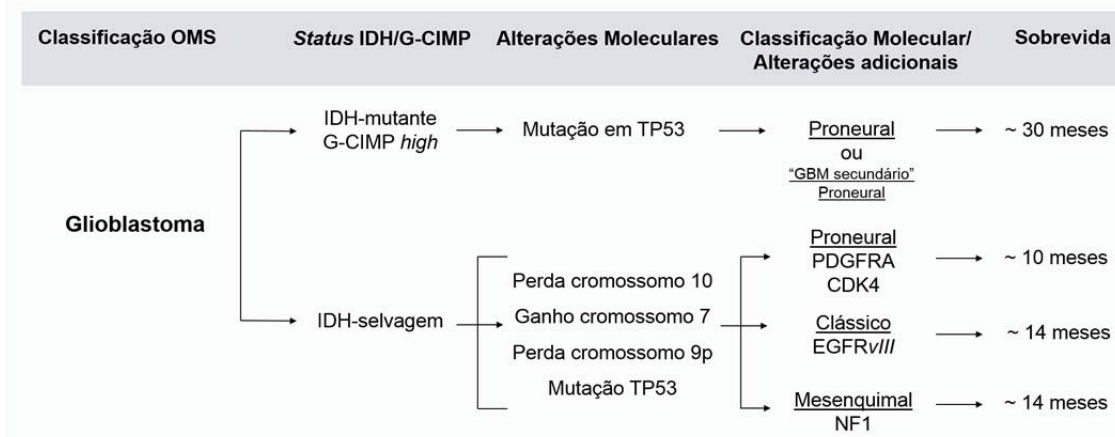 Classificação OMS
Status IDH/G-CIMP
Alterações Moleculares
Classificação Molecular/
Alterações adicionais
Sobrevida
Glioblastoma
IDH-mutante
G-CIMP high
Mutação em TP53
Proneural
ou
“GBM secundário”
Proneural
~ 30 meses
IDH-selvagem
Perda cromossomo 10
Ganho cromossomo 7
Perda cromossomo 9p
Mutação TP53
Proneural
PDGFRA
CDK4
~ 10 meses
Clássico
EGFRvIII
~ 14 meses
Mesenquimal
NF1
~ 14 meses